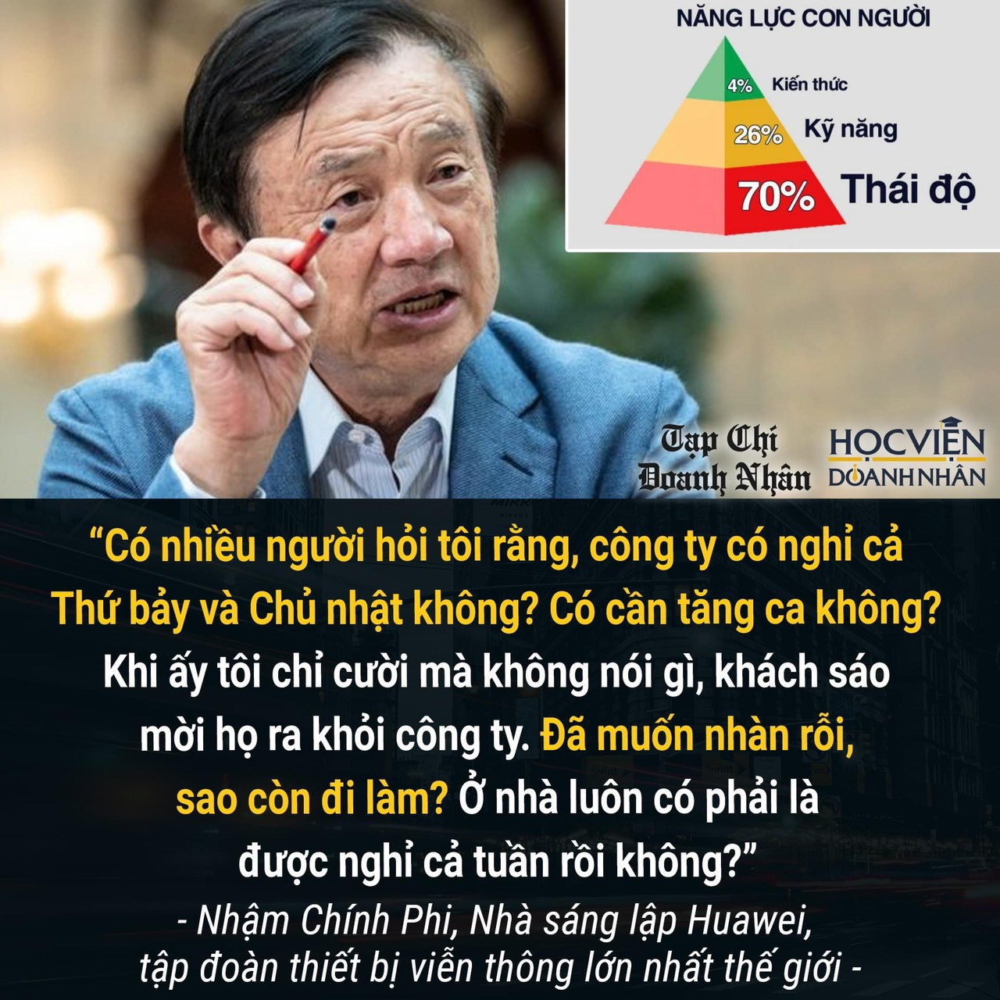 NĂNG LỰC CON NGƯỜI
4% Kiến thức
26% Kỹ năng
70% Thái độ
Tạp Chí
Doanh Nhân
HỌC VIỆN
DOANH NHÂN
“Có nhiều người hỏi tôi rằng, công ty có nghỉ cả
Thứ bảy và Chủ nhật không? Có cần tăng ca không?
Khi ấy tôi chỉ cười mà không nói gì, khách sáo
mời họ ra khỏi công ty. Đã muốn nhàn rỗi,
sao còn đi làm? Ở nhà luôn có phải là
được nghỉ cả tuần rồi không?”
- Nhậm Chính Phi, Nhà sáng lập Huawei,
tập đoàn thiết bị viễn thông lớn nhất thế giới -